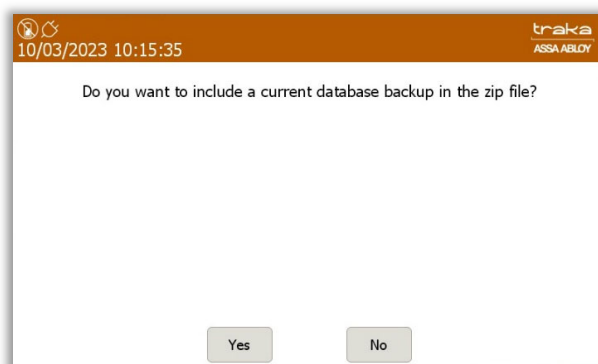 traka
10/03/2023 10:15:35
ASSA ABLOY
Do you want to include a current database backup in the zip file?
Yes
No